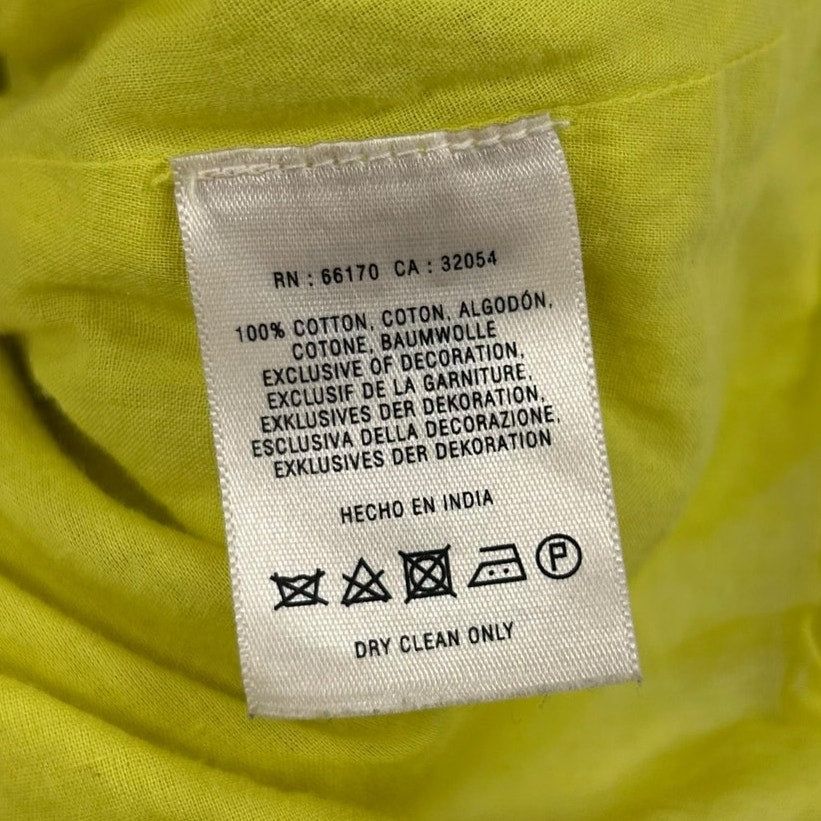 RN : 66170 CA : 32054
100% COTTON, COTON, ALGODÓN,
COTONE, BAUMWOLLE
EXCLUSIVE OF DECORATION,
EXCLUSIF DE LA GARNITURE,
EXKLUSIVES DER DEKORATION,
ESCLUSIVA DELLA DECORAZIONE,
EXKLUSIVES DER DEKORATION
HECHO EN INDIA
P
DRY CLEAN ONLY